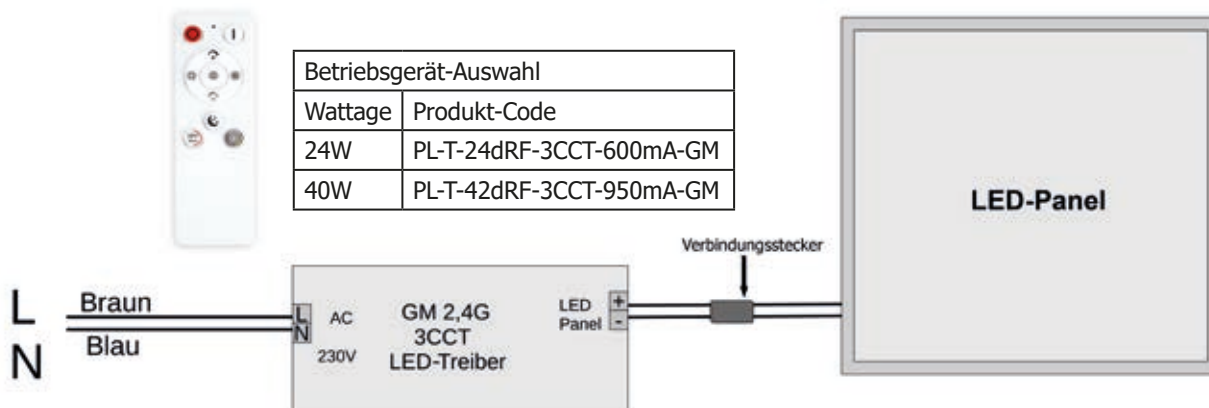 Betriebsgerät-Auswahl
Wattage Produkt-Code
24W PL-T-24dRF-3CCT-600mA-GM
40W PL-T-42dRF-3CCT-950mA-GM
LED-Panel
Verbindungsstecker
L Braun
N Blau
L
N
AC
230V
GM 2,4G
3CCT
LED-Treiber
LED
Panel
+
-